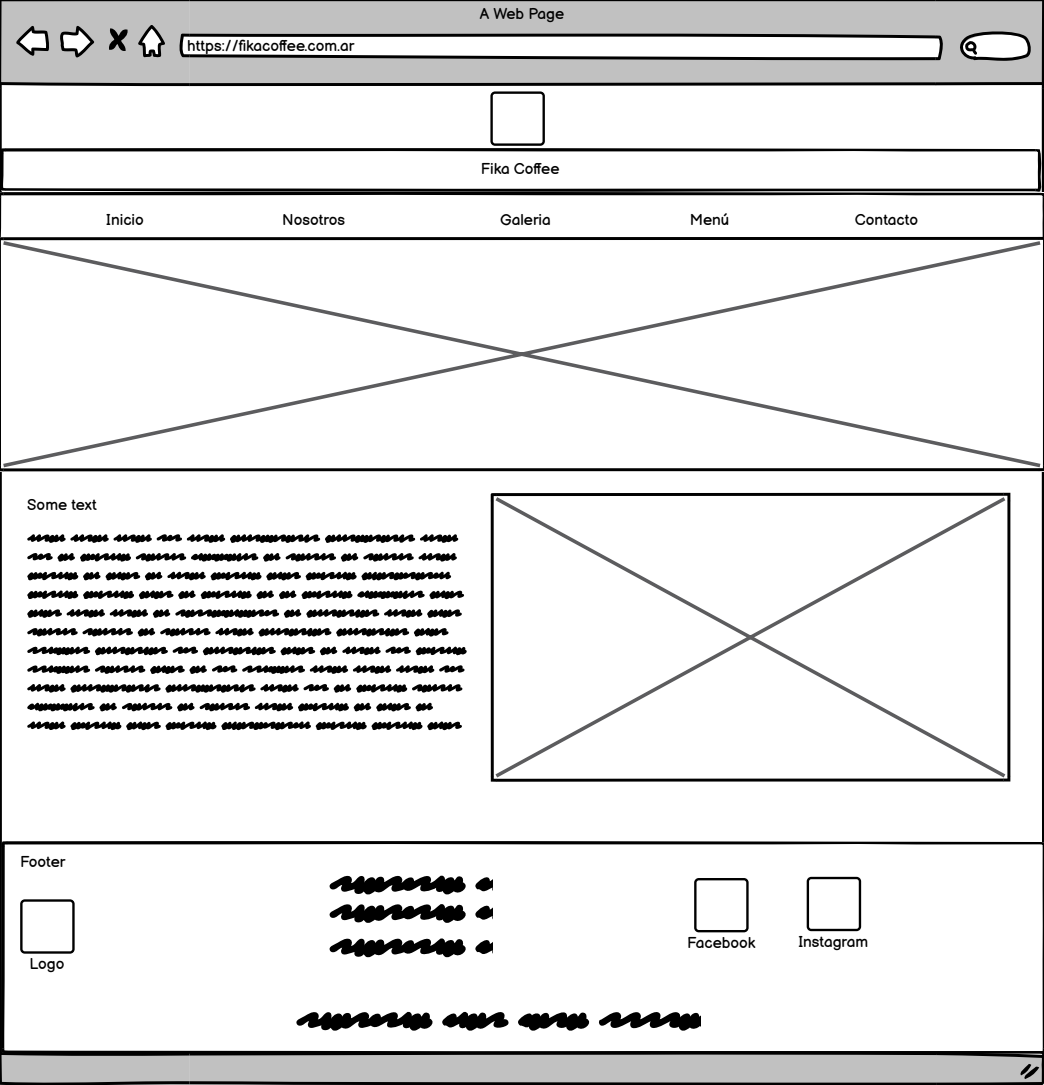 A Web Page
https://fikacoffee.com.ar
Fika Coffee
Inicio Nosotros Galeria Menú Contacto
Some text
Footer
Logo
Facebook Instagram